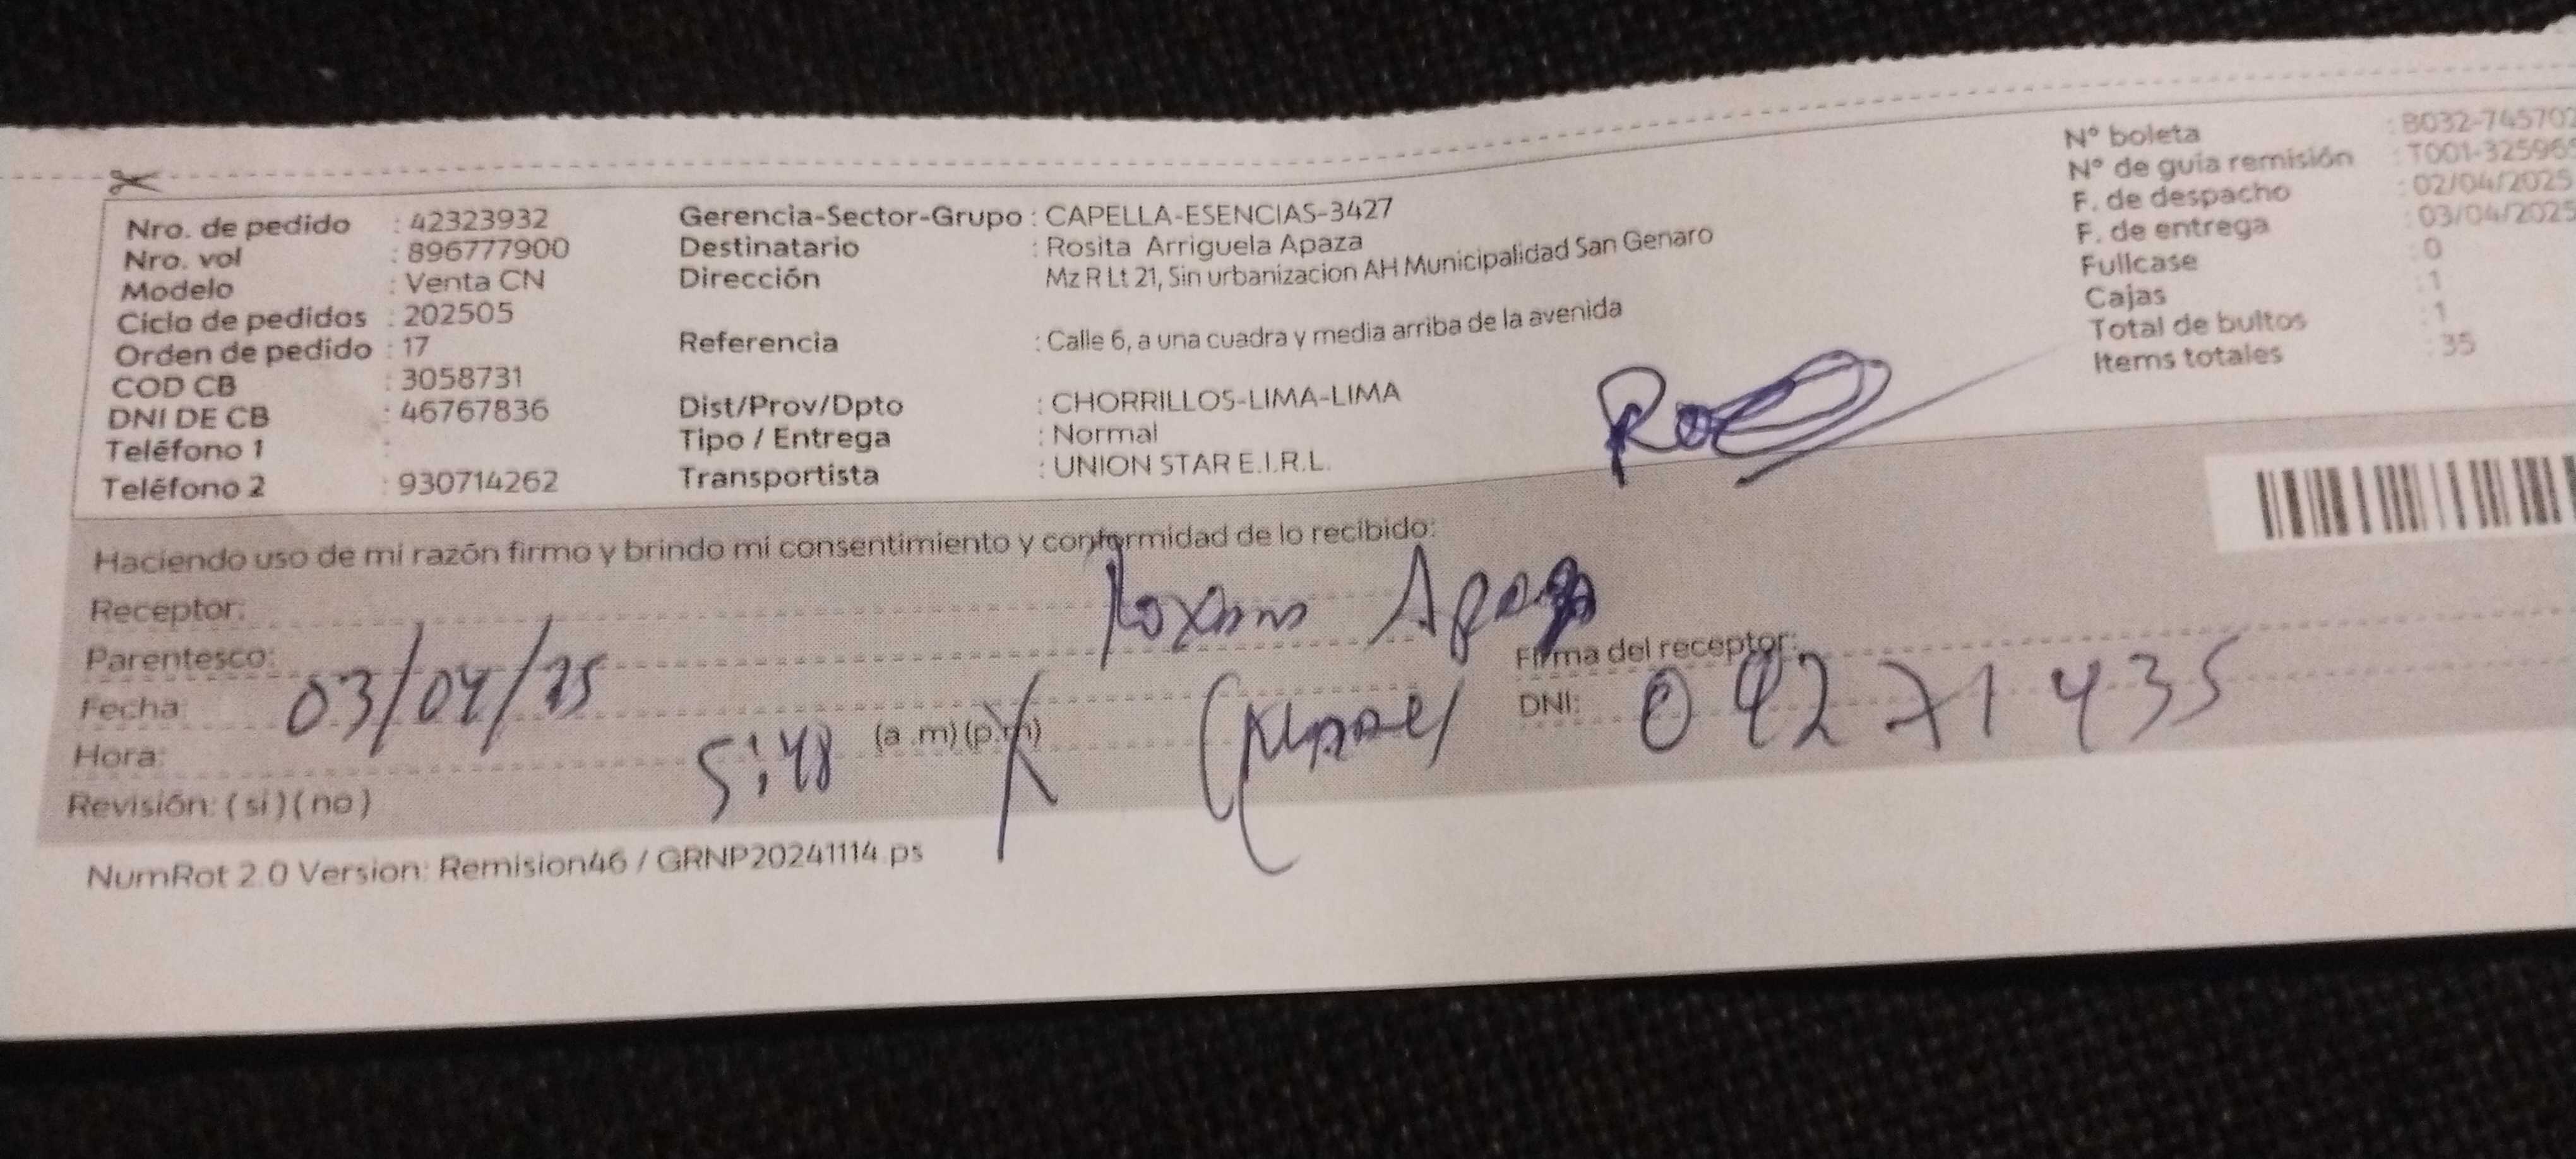 Nro. de pedido : 42323932
Nro. vol : 896777900
Modelo : Venta CN
Ciclo de pedidos : 202505
Orden de pedido : 17
COD CB : 3058731
DNI DE CB : 46767836
Teléfono 1 :
Teléfono 2 : 930714262
Gerencia-Sector-Grupo : CAPELLA-ESENCIAS-3427
Destinatario : Rosita Arriguela Apaza
Dirección Mz R Lt 21, Sin urbanizacion AH Municipalidad San Genaro
Referencia : Calle 6, a una cuadra y media arriba de la avenida
Dist/Prov/Dpto : CHORRILLOS-LIMA-LIMA
Tipo / Entrega : Normal
Transportista : UNION STAR E.I.R.L.
N° boleta : B032-745702
N° de guía remisión : T001-325965
F. de despacho : 02/04/2025
F. de entrega : 03/04/2025
Fullcase : 0
Cajas : 1
Total de bultos : 1
Items totales : 35
Haciendo uso de mi razón firmo y brindo mi consentimiento y conformidad de lo recibido:
Receptor: Apaza
Parentesco:
Firma del receptor:
Fecha: 03/04/25
DNI: 04271435
Hora: 5:48 (a.m)(p.m)
Revisión: (si)(no)
NumRot 2.0 Version: Remision46 / GRNP20241114.ps